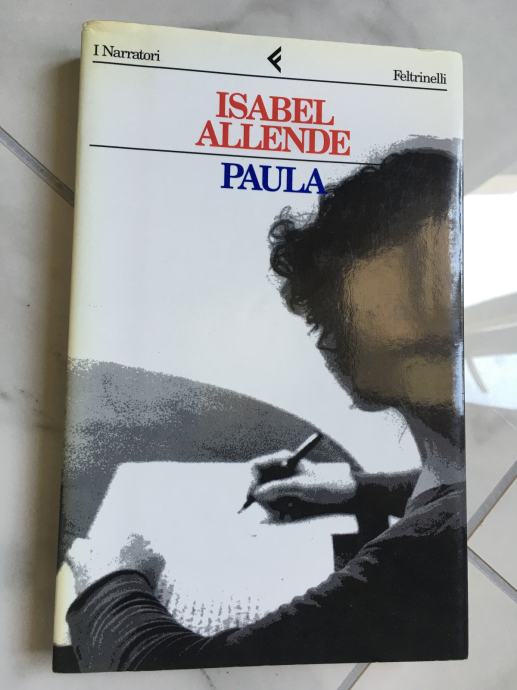 I Narratori
Feltrinelli
ISABEL
ALLENDE
PAULA